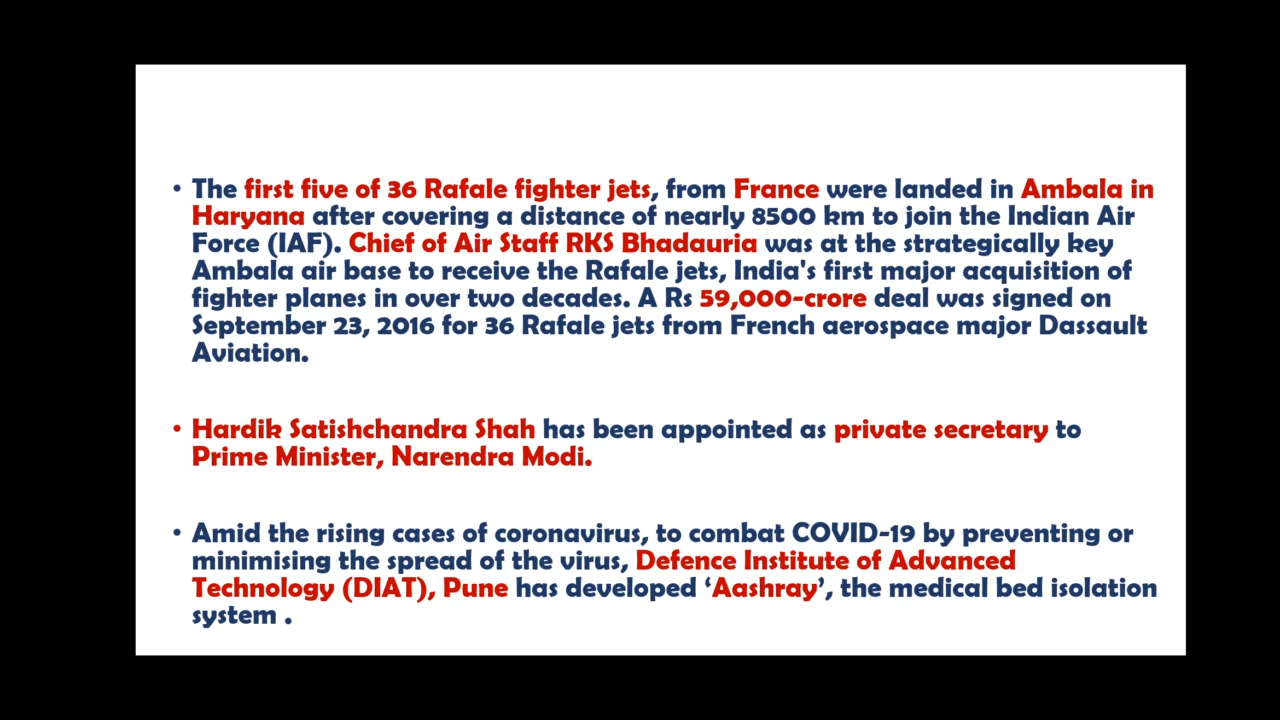 • The first five of 36 Rafale fighter jets, from France were landed in Ambala in
Haryana after covering a distance of nearly 8500 km to join the Indian Air
Force (IAF). Chief of Air Staff RKS Bhadauria was at the strategically key
Ambala air base to receive the Rafale jets, India's first major acquisition of
fighter planes in over two decades. A Rs 59,000-crore deal was signed on
September 23, 2016 for 36 Rafale jets from French aerospace major Dassault
Aviation.
• Hardik Satishchandra Shah has been appointed as private secretary to
Prime Minister, Narendra Modi.
• Amid the rising cases of coronavirus, to combat COVID-19 by preventing or
minimising the spread of the virus, Defence Institute of Advanced
Technology (DIAT), Pune has developed ‘Aashray’, the medical bed isolation
system .